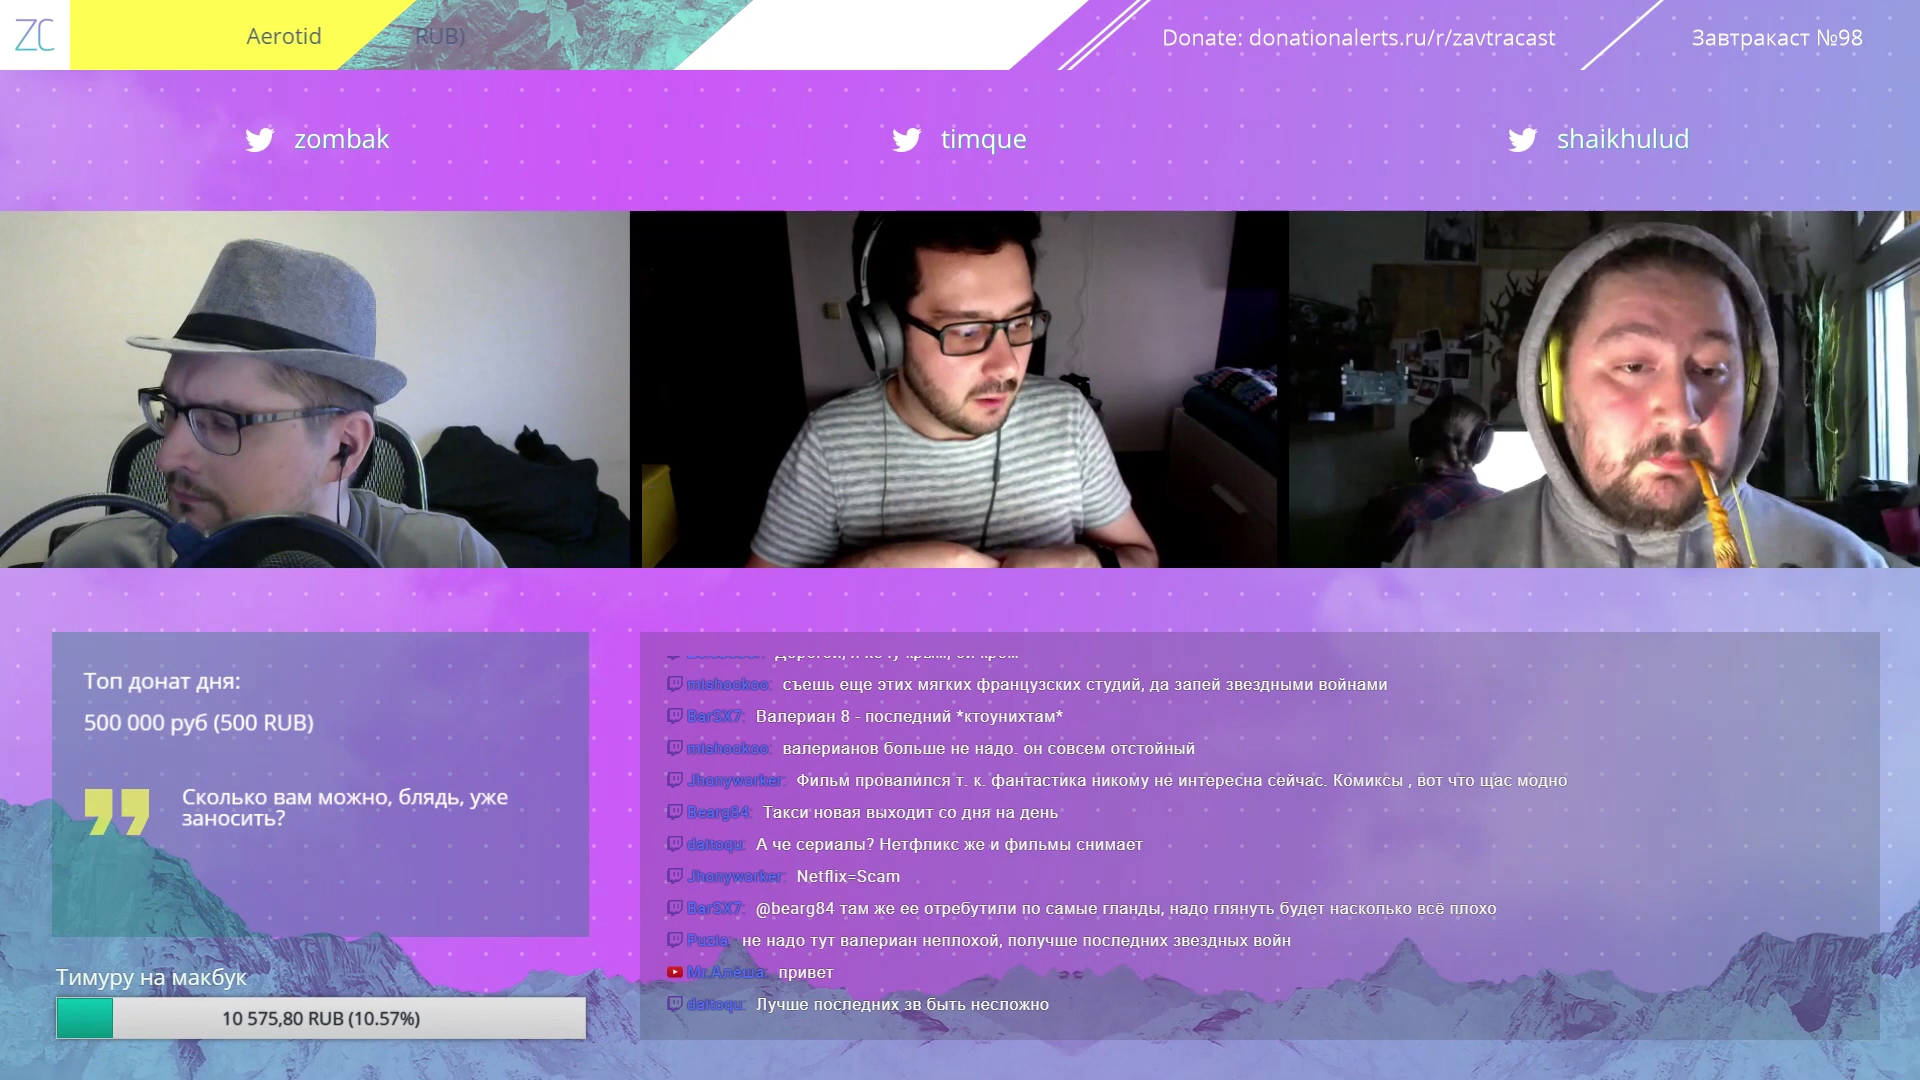 ZC
Aerotid
RUB)
Donate: donationalerts.ru/r/zavtracast
Завтракаст №98
zombak
timque
shaikhulud
Топ донат дня:
500 000 руб (500 RUB)
Сколько вам можно, блядь, уже
заносить?
Тимуру на макбук
10 575,80 RUB (10.57%)
mishookoo: съешь еще этих мягких французских студий, да запей звездными войнами
BarSX7: Валериан 8 - последний *ктоунихтам*
mishookoo: валерианов больше не надо. он совсем отстойный
Jhonyworker: Фильм провалился т. к. фантастика никому не интересна сейчас. Комиксы , вот что щас модно
Bearg84: Такси новая выходит со дня на день
daitoqu: А че сериалы? Нетфликс же и фильмы снимает
Jhonyworker: Netflix=Scam
BarSX7: @bearg84 там же ее отребутили по самые гланды, надо глянуть будет насколько всё плохо
Puzia: не надо тут валериан неплохой, получше последних звездных войн
Mr.Алёша: привет
daitoqu: Лучше последних зв быть несложно